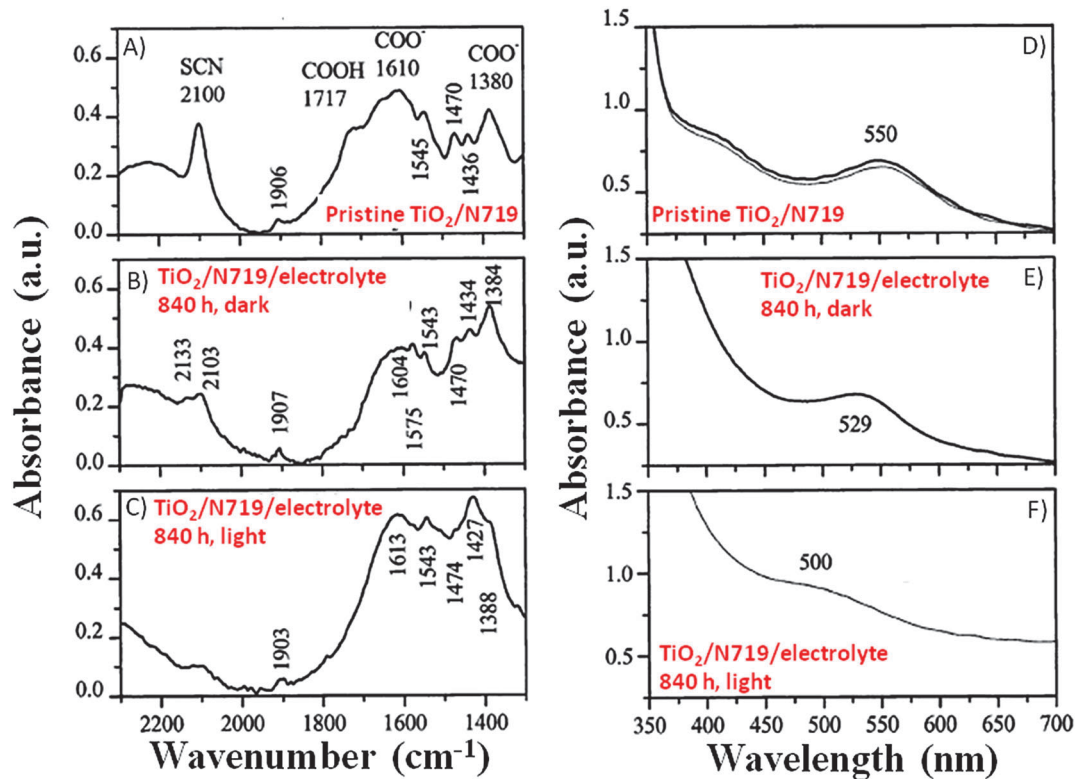 A)
SCN
2100
COOH
1717
COO⁻
1610
COO⁻
1380
1906
1545
1470
1436
Pristine TiO₂/N719
0.6
0.4
0.2
0.0
B)
TiO₂/N719/electrolyte
840 h, dark
2133
2103
1907
1604
1575
1543
1470
1434
1384
0.6
0.4
0.2
0.0
C)
TiO₂/N719/electrolyte
840 h, light
1903
1613
1543
1474
1427
1388
0.6
0.4
0.2
0.0
2200 2000 1800 1600 1400
Wavenumber (cm⁻¹)
Absorbance (a.u.)
D)
550
Pristine TiO₂/N719
1.5
1.0
0.5
E)
TiO₂/N719/electrolyte
840 h, dark
529
1.5
1.0
0.5
F)
500
TiO₂/N719/electrolyte
840 h, light
1.5
1.0
0.5
350 400 450 500 550 600 650 700
Wavelength (nm)
Absorbance (a.u.)